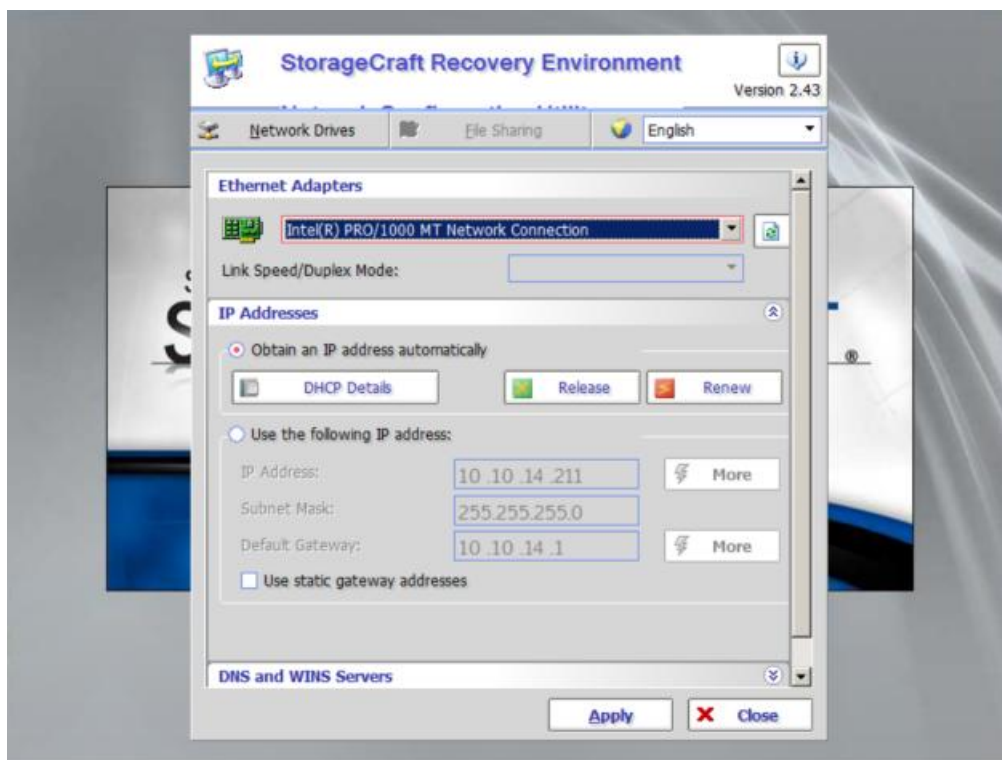 StorageCraft Recovery Environment
Version 2.43
Network Drives
File Sharing
English
Ethernet Adapters
Intel(R) PRO/1000 MT Network Connection
Link Speed/Duplex Mode:
IP Addresses
Obtain an IP address automatically
DHCP Details
Release
Renew
Use the following IP address:
IP Address:
10 .10 .14 .211
More
Subnet Mask:
255.255.255.0
Default Gateway:
10 .10 .14 .1
More
Use static gateway addresses
DNS and WINS Servers
Apply
Close
®